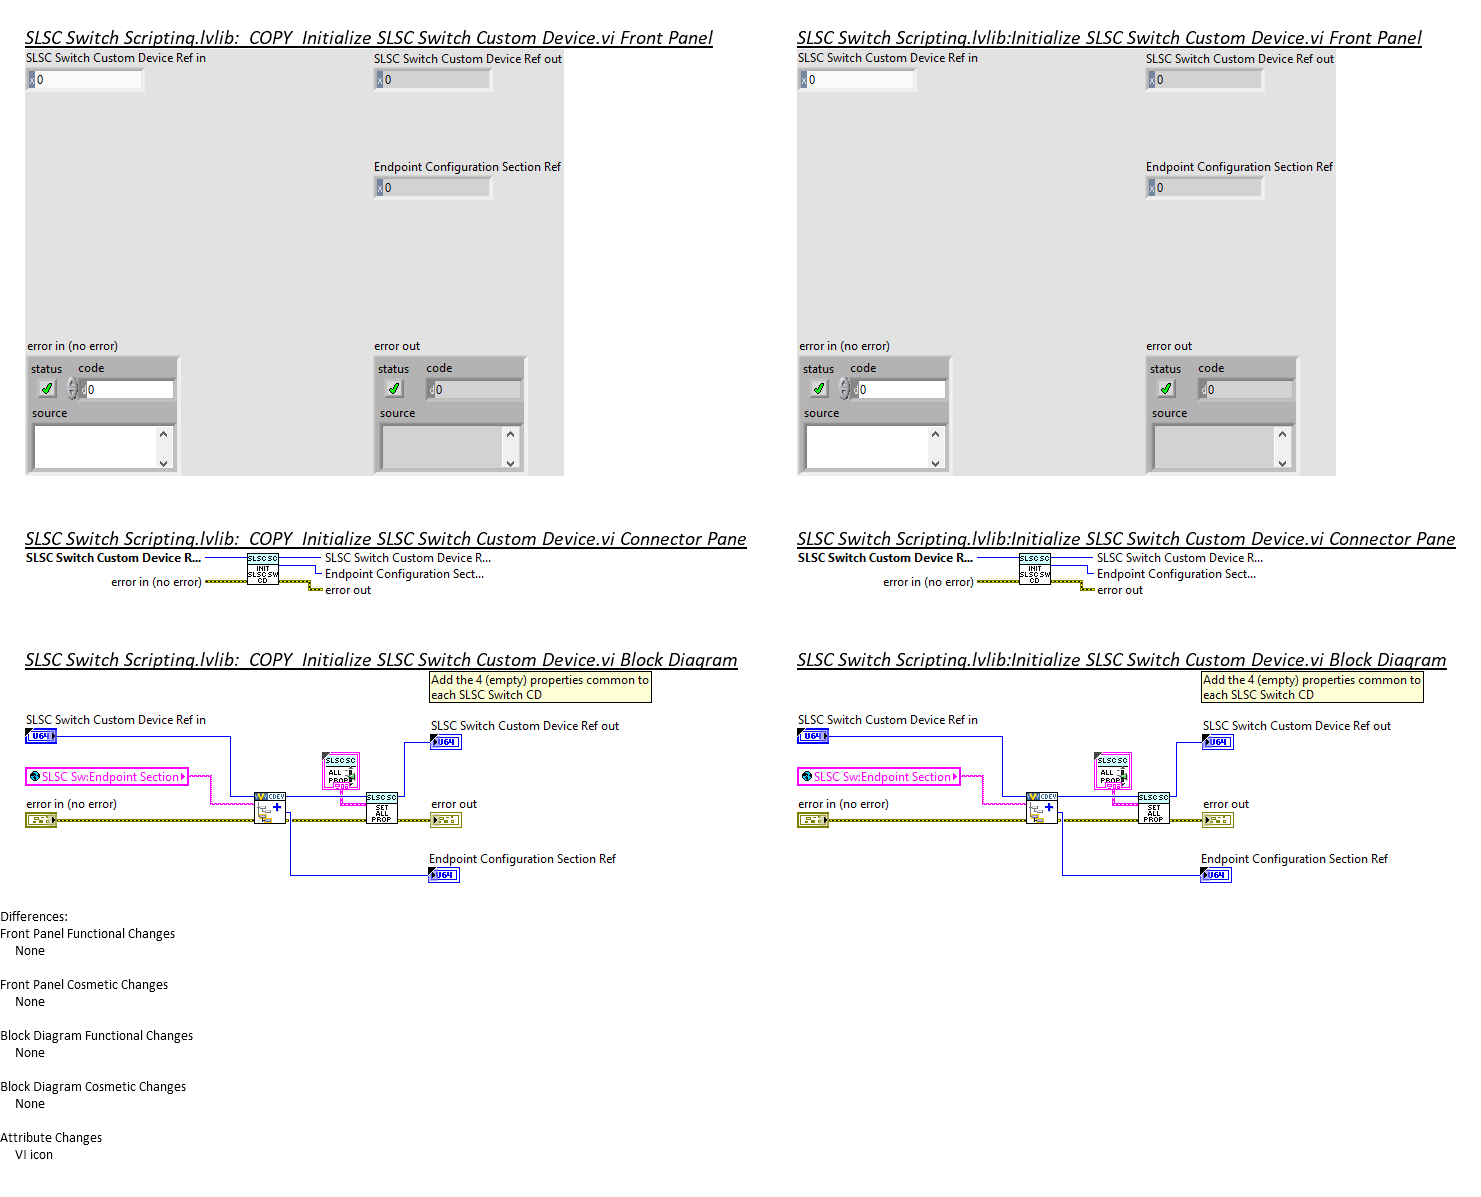 SLSC Switch Scripting.lvlib:_COPY_Initialize SLSC Switch Custom Device.vi Front Panel
SLSC Switch Custom Device Ref in
SLSC Switch Custom Device Ref out
x 0
x 0
Endpoint Configuration Section Ref
x 0
error in (no error)
error out
status code
status code
d 0
d 0
source
source
SLSC Switch Scripting.lvlib:Initialize SLSC Switch Custom Device.vi Front Panel
SLSC Switch Custom Device Ref in
SLSC Switch Custom Device Ref out
x 0
x 0
Endpoint Configuration Section Ref
x 0
error in (no error)
error out
status code
status code
d 0
d 0
source
source
SLSC Switch Scripting.lvlib:_COPY_Initialize SLSC Switch Custom Device.vi Connector Pane
SLSC Switch Custom Device R...
SLSC SC
INIT
SLSC SW
CD
SLSC Switch Custom Device R...
Endpoint Configuration Sect...
error in (no error)
error out
SLSC Switch Scripting.lvlib:Initialize SLSC Switch Custom Device.vi Connector Pane
SLSC Switch Custom Device R...
SLSC SC
INIT
SLSC SW
CD
SLSC Switch Custom Device R...
Endpoint Configuration Sect...
error in (no error)
error out
SLSC Switch Scripting.lvlib:_COPY_Initialize SLSC Switch Custom Device.vi Block Diagram
Add the 4 (empty) properties common to
each SLSC Switch CD
SLSC Switch Custom Device Ref in
U64
SLSC Switch Custom Device Ref out
U64
SLSC Sw:Endpoint Section
SLSC SC
ALL
PROP
error in (no error)
CDEV
SLSC SC
SET
ALL
PROP
error out
Endpoint Configuration Section Ref
U64
SLSC Switch Scripting.lvlib:Initialize SLSC Switch Custom Device.vi Block Diagram
Add the 4 (empty) properties common to
each SLSC Switch CD
SLSC Switch Custom Device Ref in
U64
SLSC Switch Custom Device Ref out
U64
SLSC Sw:Endpoint Section
SLSC SC
ALL
PROP
error in (no error)
CDEV
SLSC SC
SET
ALL
PROP
error out
Endpoint Configuration Section Ref
U64
Differences:
Front Panel Functional Changes
None
Front Panel Cosmetic Changes
None
Block Diagram Functional Changes
None
Block Diagram Cosmetic Changes
None
Attribute Changes
VI icon